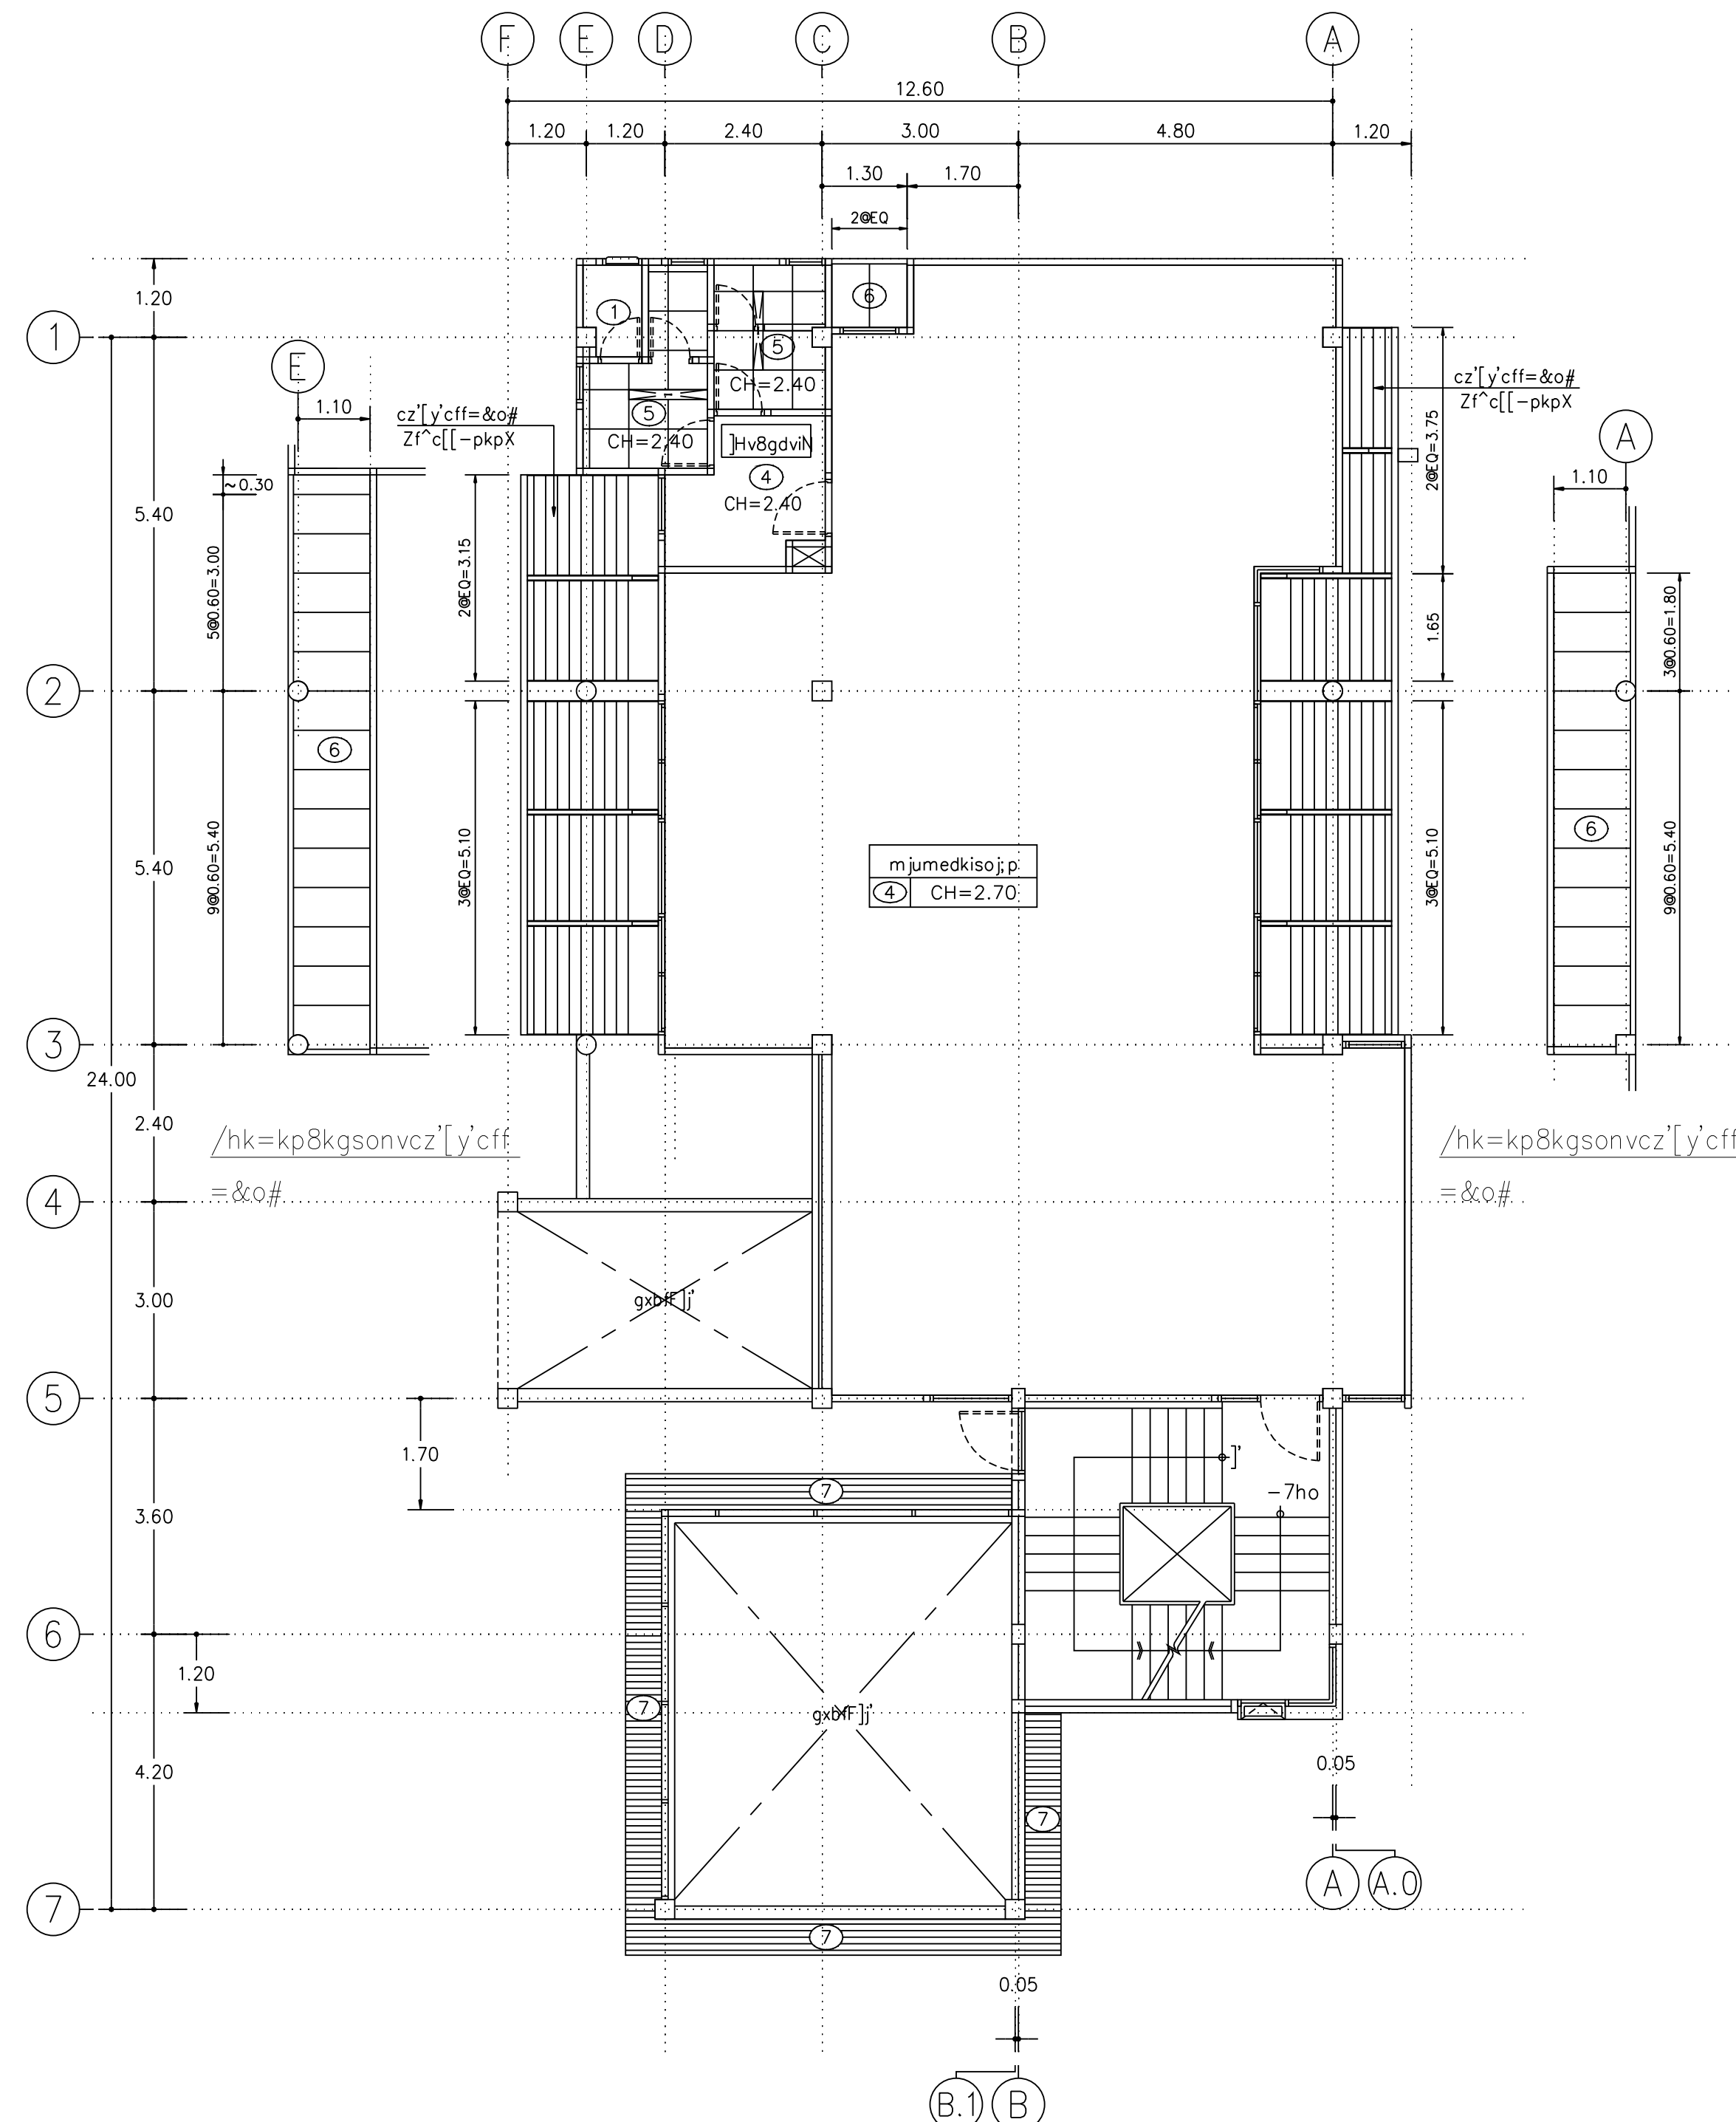 F E D C B A
12.60
1.20 1.20 2.40 3.00 4.80 1.20
1.30 1.70
2@EQ
1.20
1
6
1
5
CH=2.40
E
1.10
cz'[y'cff=&o#
Zf^c[[-pkpX
5
CH=2.40
]Hv8gdviN
4
CH=2.40
2@EQ=3.75
cz'[y'cff=&o#
Zf^c[[-pkpX
A
1.10
~0.30
5.40
5@0.60=3.00
2@EQ=3.15
1.65
3@0.60=1.80
2
6
5.40
9@0.60=5.40
3@EQ=5.10
mjumedkisoj;p
4 CH=2.70
3@EQ=5.10
6
9@0.60=5.40
3
24.00
2.40
/hk=kp8kgsonvcz'[y'cff
=&o#
/hk=kp8kgsonvcz'[y'cff
=&o#
4
3.00
gxbfF]j'
5
1.70
]'
-7ho
7
3.60
6
1.20
7
gxbfF]j'
4.20
0.05
7
A A.0
7
7
0.05
B.1 B